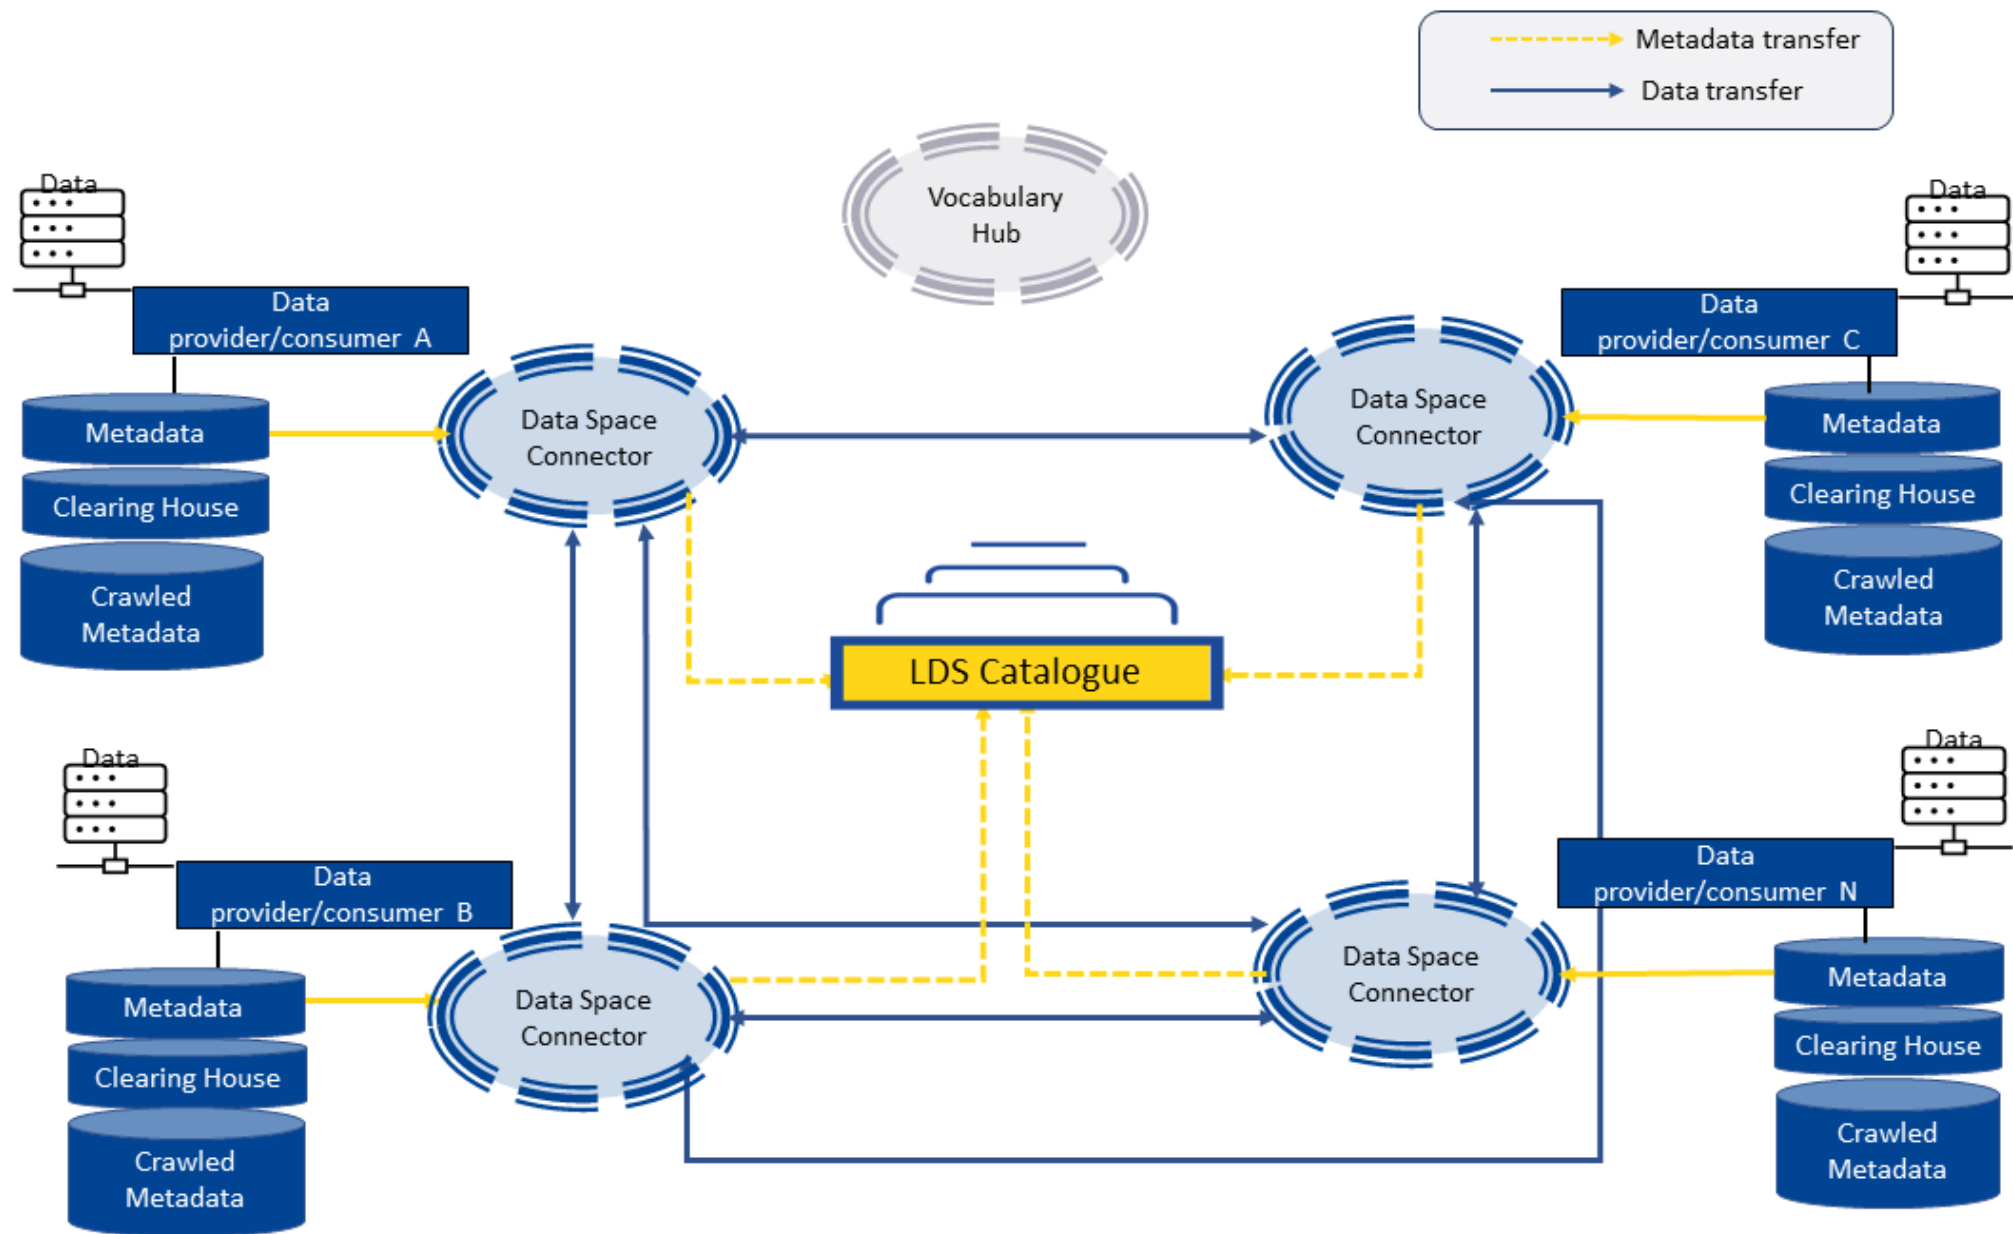 Metadata transfer
Data transfer
Vocabulary
Hub
Data
Data
provider/consumer A
Metadata
Clearing House
Crawled
Metadata
Data Space
Connector
Data
Data
provider/consumer C
Metadata
Clearing House
Crawled
Metadata
Data Space
Connector
LDS Catalogue
Data
Data
provider/consumer B
Metadata
Clearing House
Crawled
Metadata
Data Space
Connector
Data
Data
provider/consumer N
Metadata
Clearing House
Crawled
Metadata
Data Space
Connector